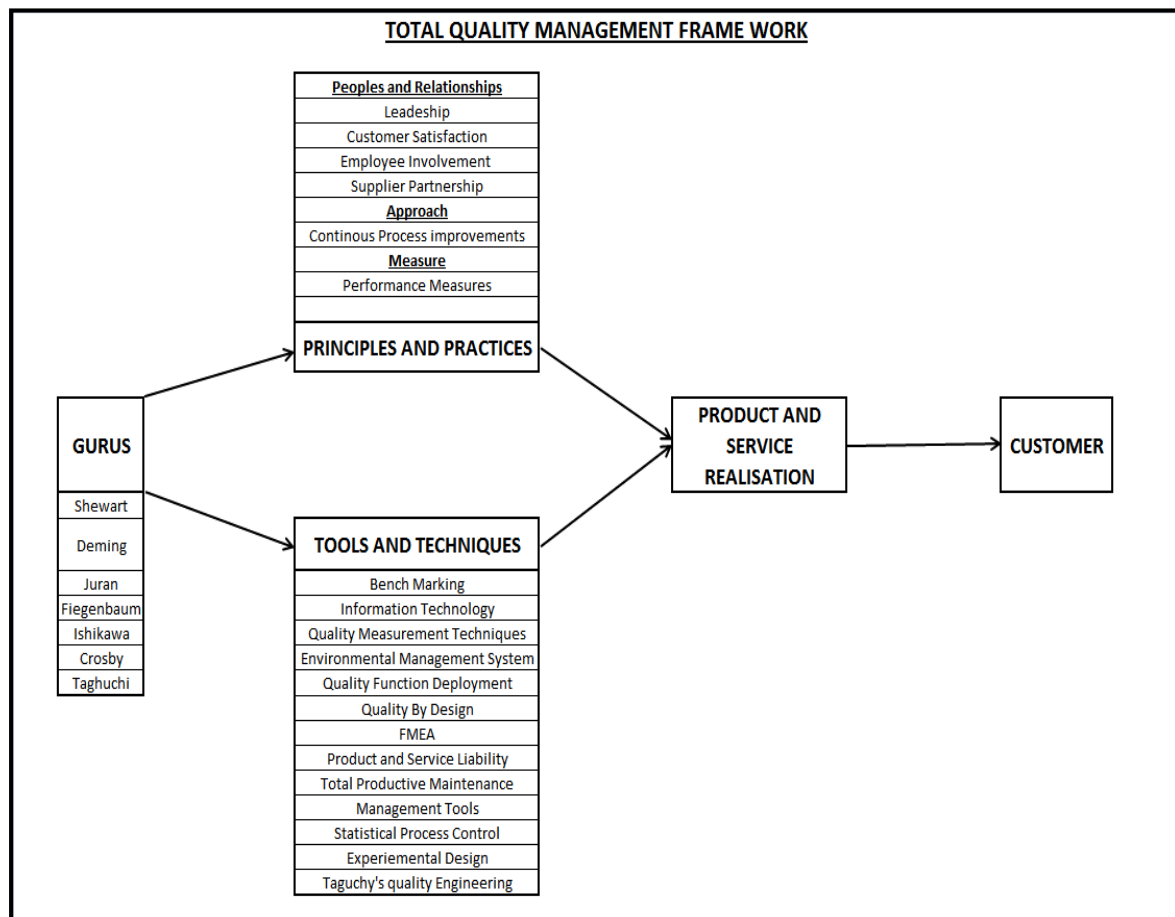 TOTAL QUALITY MANAGEMENT FRAME WORK
Peoples and Relationships
Leadeship
Customer Satisfaction
Employee Involvement
Supplier Partnership
Approach
Continous Process improvements
Measure
Performance Measures
PRINCIPLES AND PRACTICES
GURUS
Shewart
Deming
Juran
Fiegenbaum
Ishikawa
Crosby
Taghuchi
TOOLS AND TECHNIQUES
Bench Marking
Information Technology
Quality Measurement Techniques
Environmental Management System
Quality Function Deployment
Quality By Design
FMEA
Product and Service Liability
Total Productive Maintenance
Management Tools
Statistical Process Control
Experiemental Design
Taguchy's quality Engineering
PRODUCT AND
SERVICE
REALISATION
CUSTOMER